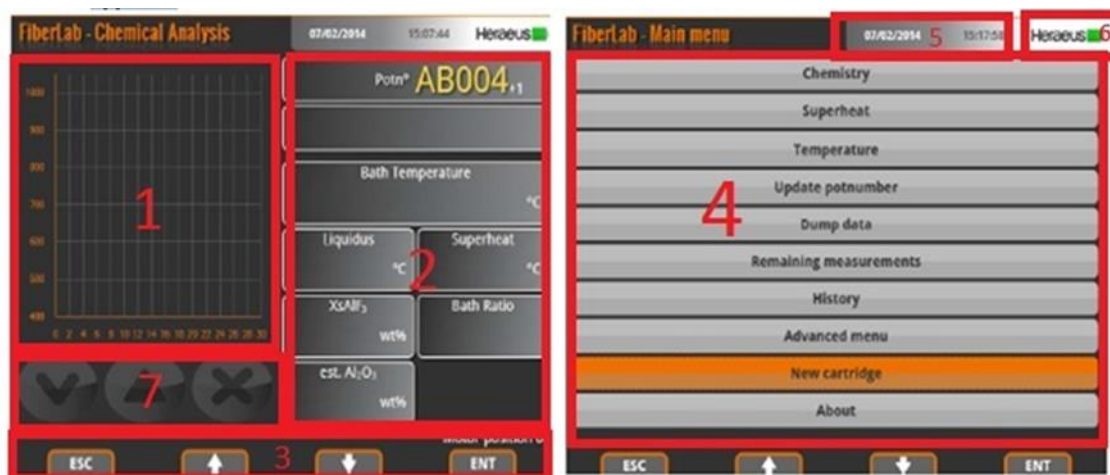 FiberLab - Chemical Analysis 07/02/2014 15:07:44 Heraeus
1000
900
800
700
600
500
400
0 2 4 6 8 10 12 14 16 18 20 22 24 26 28 30
1
Potn° AB004+1
Bath Temperature
°C
Liquidus
°C
Superheat
°C
2
XsAlF₃
wt%
Bath Ratio
est. Al₂O₃
wt%
7
Motor position 0
ESC
3
ENT
FiberLab - Main menu 07/02/2014 5 15:17:58 Heraeus 6
Chemistry
Superheat
Temperature
4
Update potnumber
Dump data
Remaining measurements
History
Advanced menu
New cartridge
About
ESC
ENT